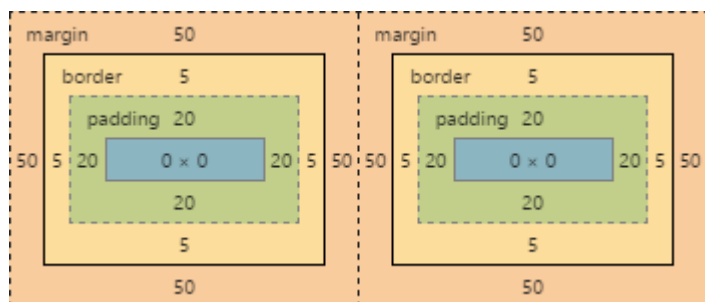 margin 50 margin 50
border 5 border 5
padding 20 padding 20
50 5 20 0 × 0 20 5 50 50 5 20 0 × 0 20 5 50
20 20
5 5
50 50